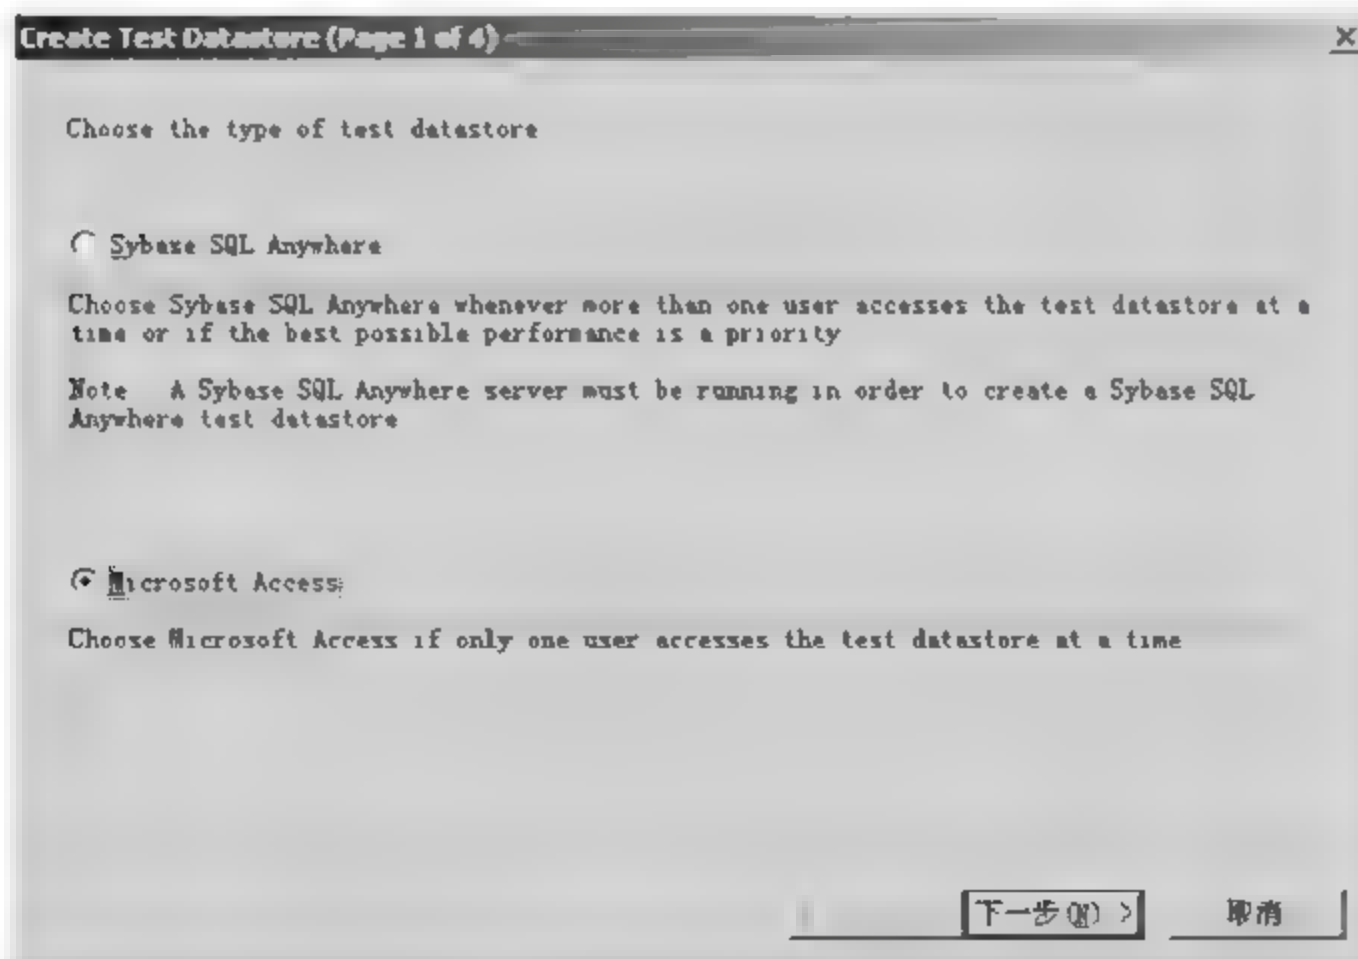 Create Test Datastore (Page 1 of 4)
Choose the type of test datastore
Sybase SQL Anywhere
Choose Sybase SQL Anywhere whenever more than one user accesses the test datastore at a
time or if the best possible performance is a priority
Note A Sybase SQL Anywhere server must be running in order to create a Sybase SQL
Anywhere test datastore
Microsoft Access
Choose Microsoft Access if only one user accesses the test datastore at a time
下一步(N) >
取消